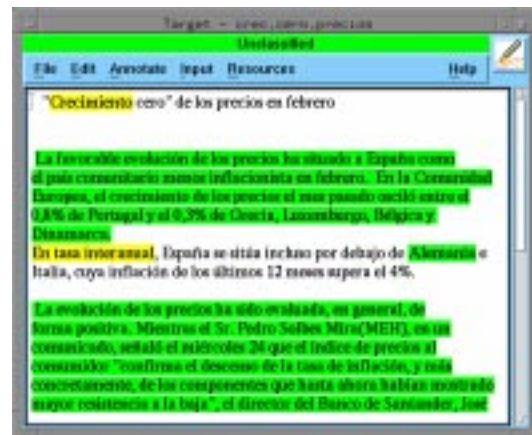 Target - crec.cero.precios
Unclassified
File Edit Annotate Input Resources Help
"Crecimiento cero" de los precios en febrero
La favorable evolución de los precios ha situado a España como
el país comunitario menos inflacionista en febrero. En la Comunidad
Europea, el crecimiento de los precios el mes pasado osciló entre el
0,8% de Portugal y el 0,3% de Grecia, Luxemburgo, Bélgica y
Dinamarca.
En tasa interanual, España se sitúa incluso por debajo de Alemania e
Italia, cuya inflación de los últimos 12 meses supera el 4%.
La evolución de los precios ha sido evaluada, en general, de
forma positiva. Mientras el Sr. Pedro Solbes Mira(MEH), en un
comunicado, señaló el miércoles 24 que el índice de precios al
consumidor "confirma el descenso de la tasa de inflación, y más
concretamente, de los componentes que hasta ahora habían mostrado
mayor resistencia a la baja", el director del Banco de Santander, José